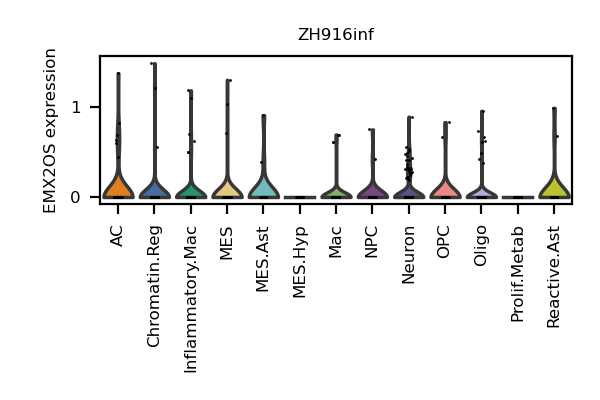 ZH916inf
EMX2OS expression
1
0
AC
Chromatin.Reg
Inflammatory.Mac
MES
MES.Ast
MES.Hyp
Mac
NPC
Neuron
OPC
Oligo
Prolif.Metab
Reactive.Ast